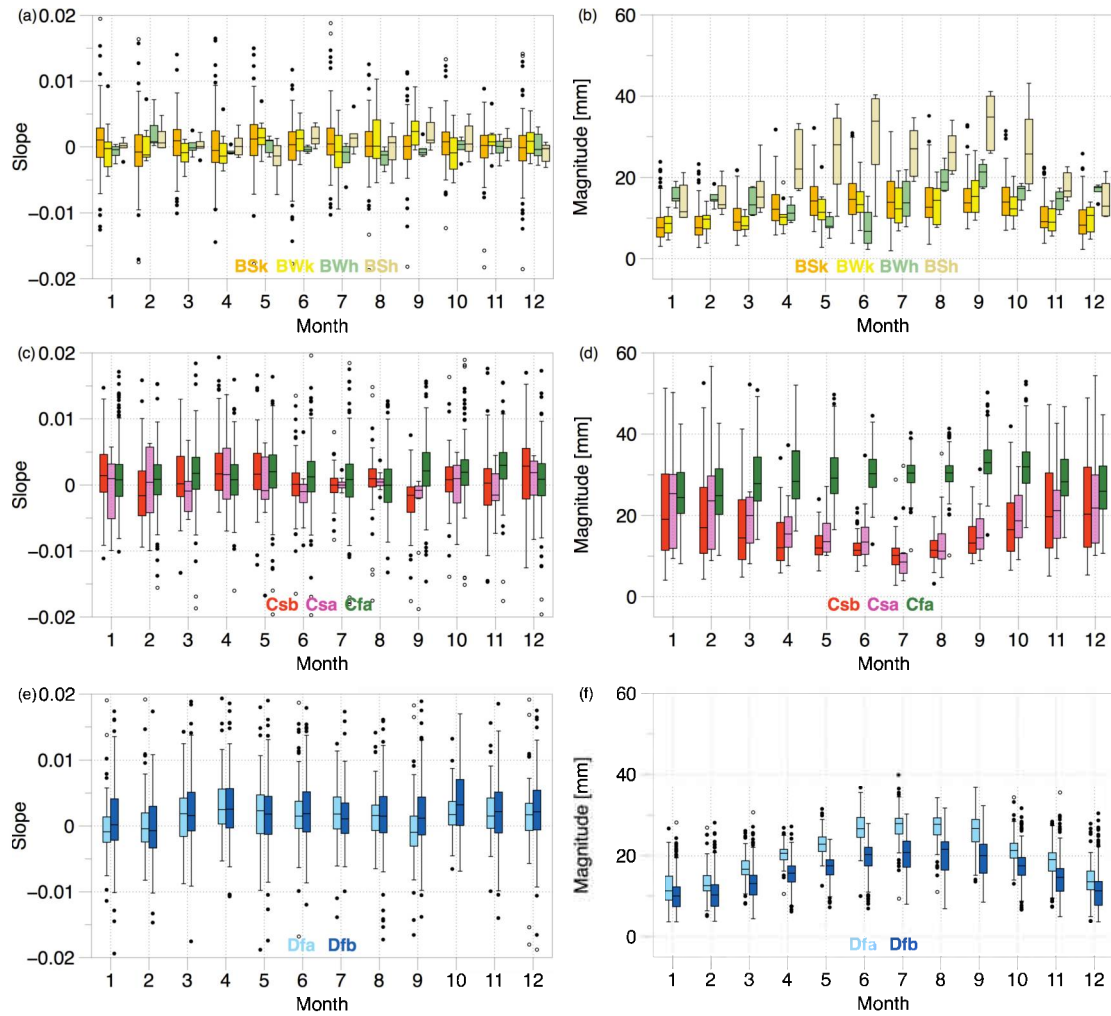 (a)
0.02
0.01
0
−0.01
−0.02
Slope
BSk BWk BWh BSh
1 2 3 4 5 6 7 8 9 10 11 12
Month
(b)
60
40
20
0
Magnitude [mm]
BSk BWk BWh BSh
1 2 3 4 5 6 7 8 9 10 11 12
Month
(c)
0.02
0.01
0
−0.01
−0.02
Slope
Csb Csa Cfa
1 2 3 4 5 6 7 8 9 10 11 12
Month
(d)
60
40
20
0
Magnitude [mm]
Csb Csa Cfa
1 2 3 4 5 6 7 8 9 10 11 12
Month
(e)
0.02
0.01
0
−0.01
−0.02
Slope
Dfa Dfb
1 2 3 4 5 6 7 8 9 10 11 12
Month
(f)
60
40
20
0
Magnitude [mm]
Dfa Dfb
1 2 3 4 5 6 7 8 9 10 11 12
Month